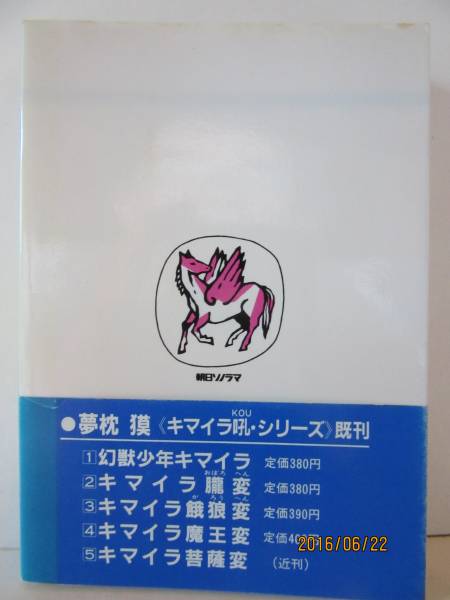 朝日ソノラマ
●夢枕 獏《キマイラ吼・シリーズ》既刊
KOU
1 幻獣少年キマイラ 定価380円
おぼろ へん
2 キマイラ朧変 定価380円
が ろう へん
3 キマイラ餓狼変 定価390円
4 キマイラ魔王変 定価40
5 キマイラ菩薩変 (近刊)
2016/06/22